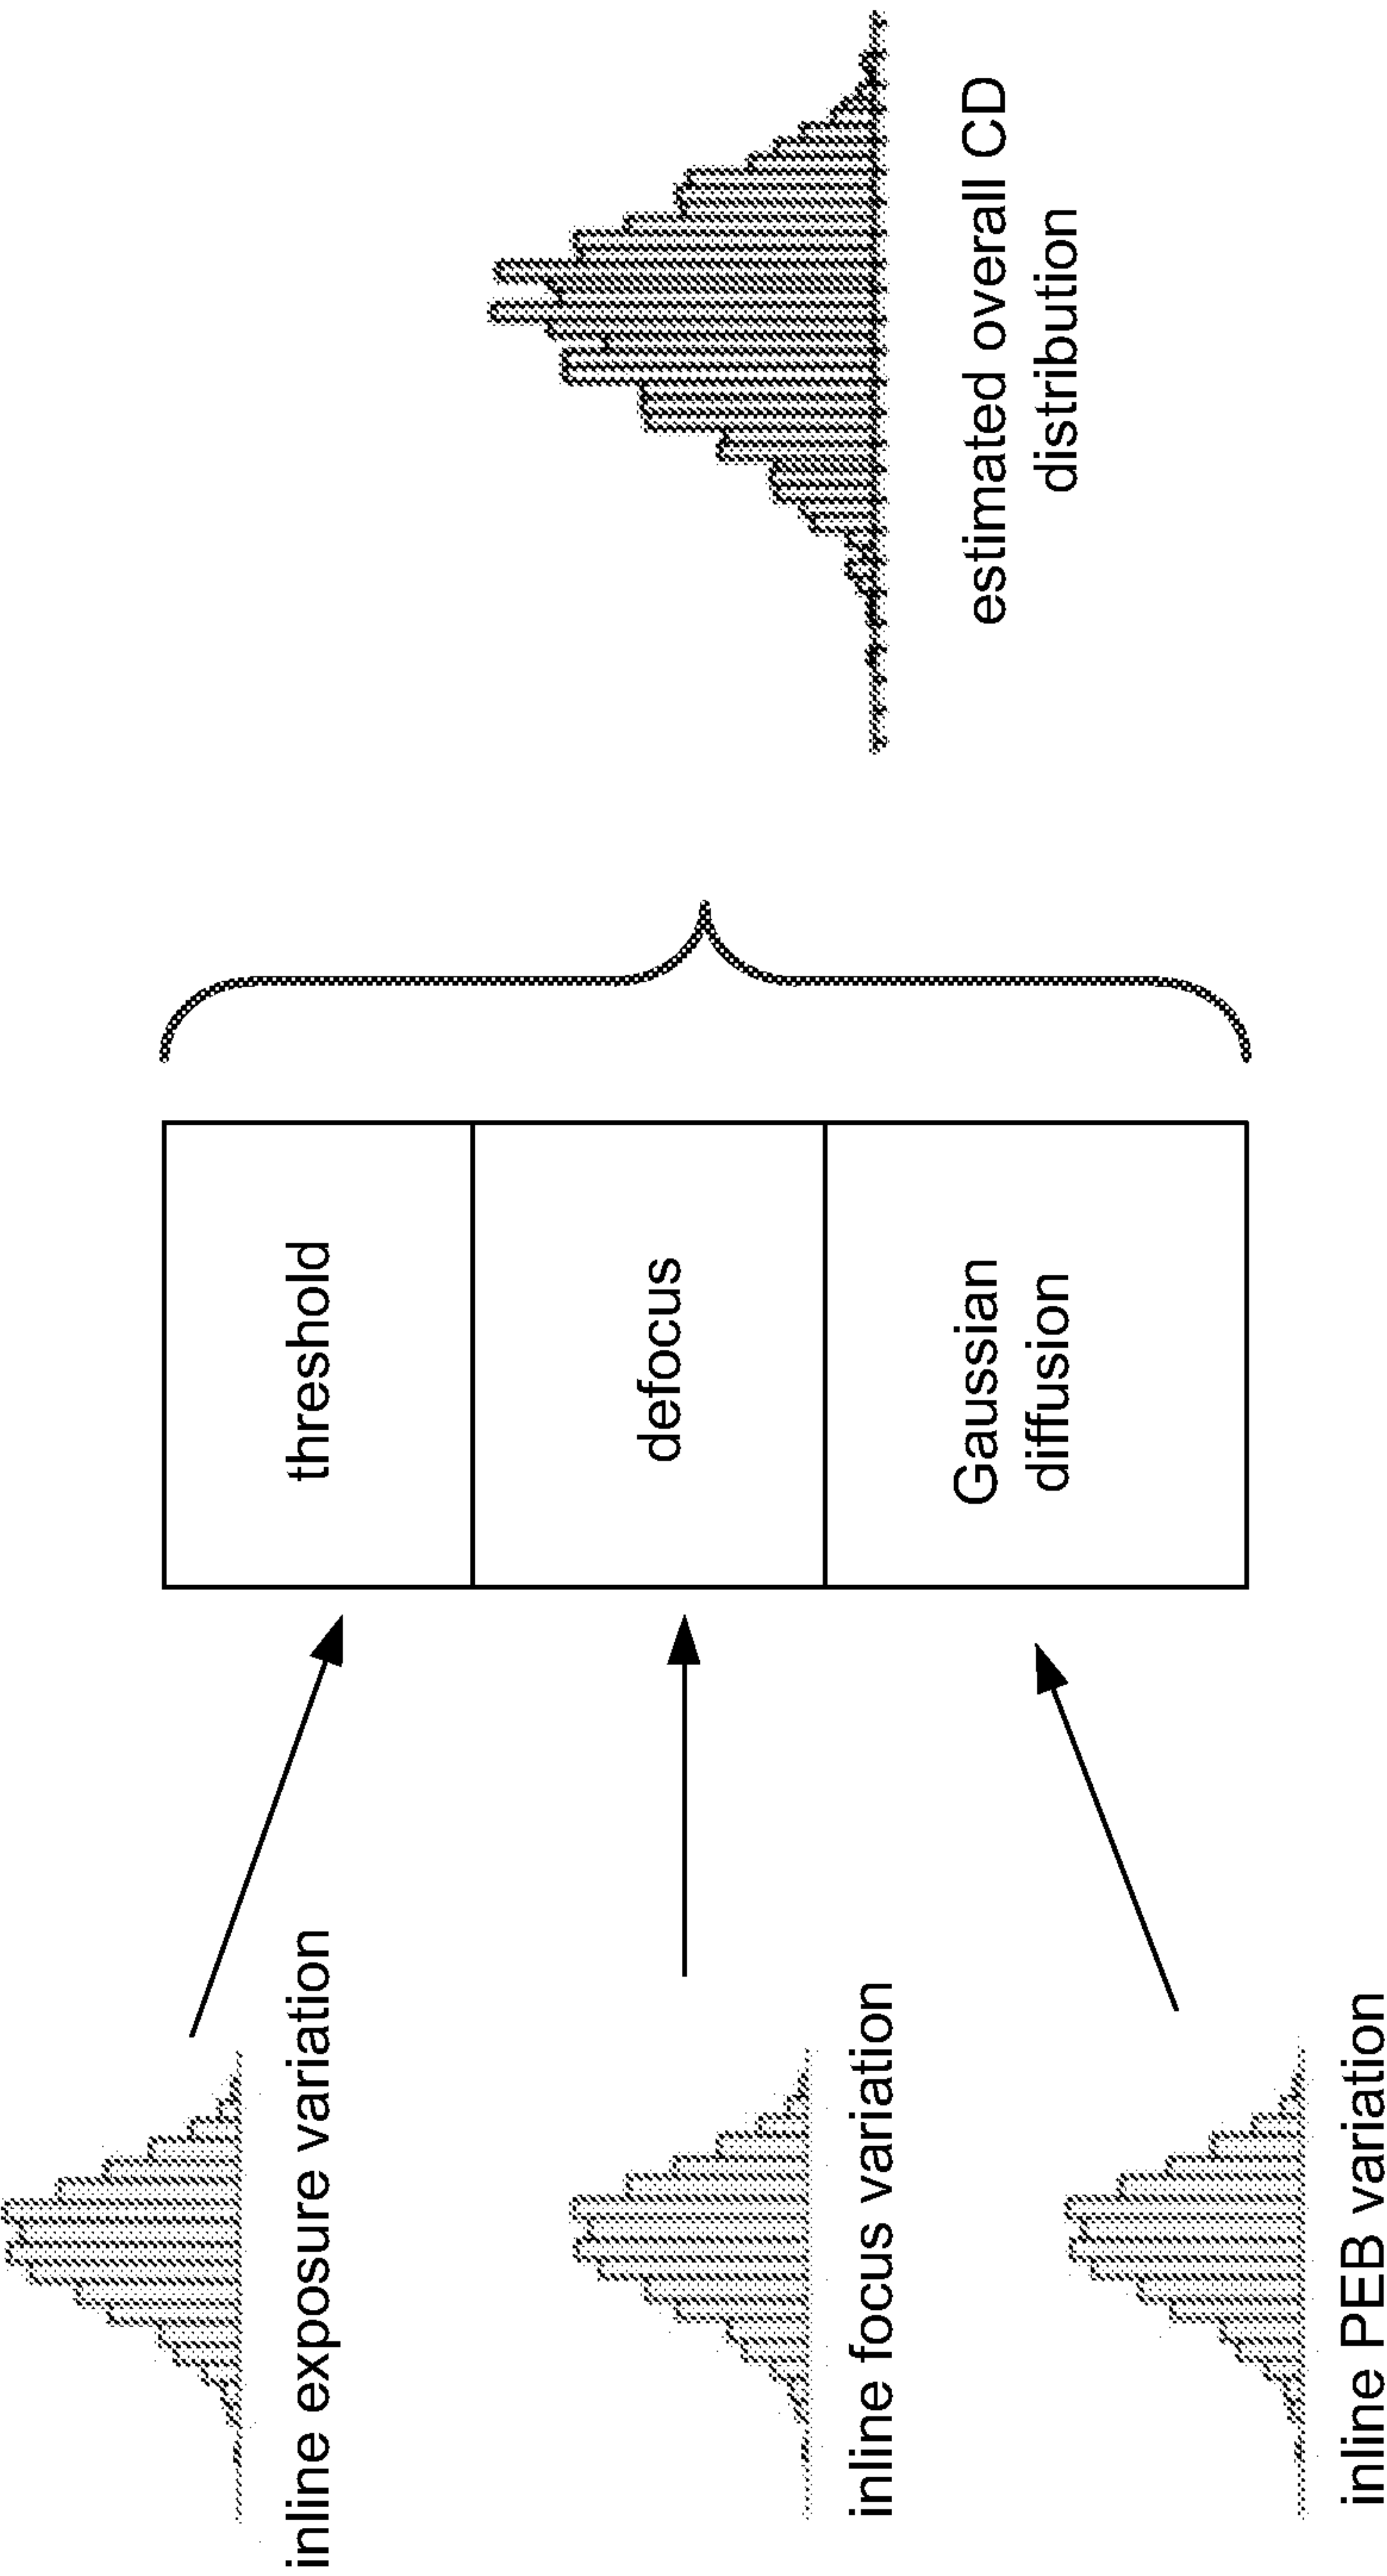 inline exposure variation
inline focus variation
inline PEB variation
threshold
defocus
Gaussian
diffusion
estimated overall CD
distribution